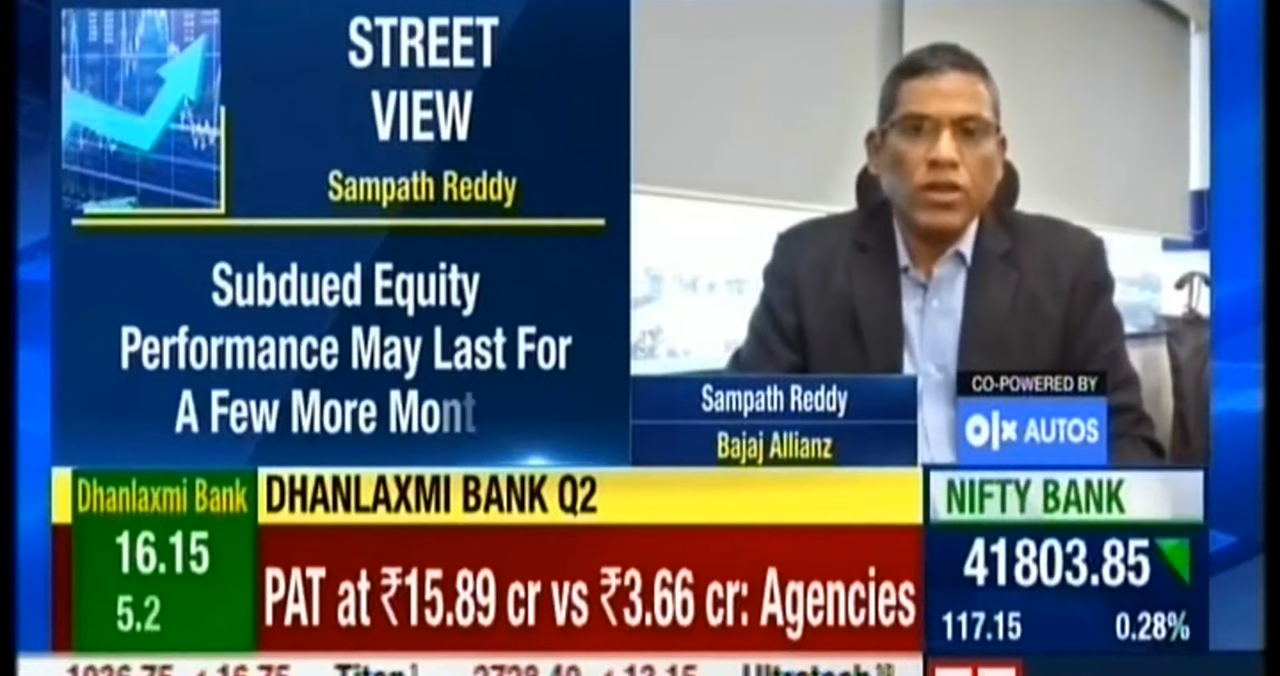 STREET
VIEW
Sampath Reddy
Subdued Equity
Performance May Last For
A Few More Mont
Sampath Reddy
Bajaj Allianz
CO-POWERED BY
olx AUTOS
Dhanlaxmi Bank
16.15
5.2
DHANLAXMI BANK Q2
PAT at ₹15.89 cr vs ₹3.66 cr: Agencies
NIFTY BANK
41803.85
117.15 0.28%